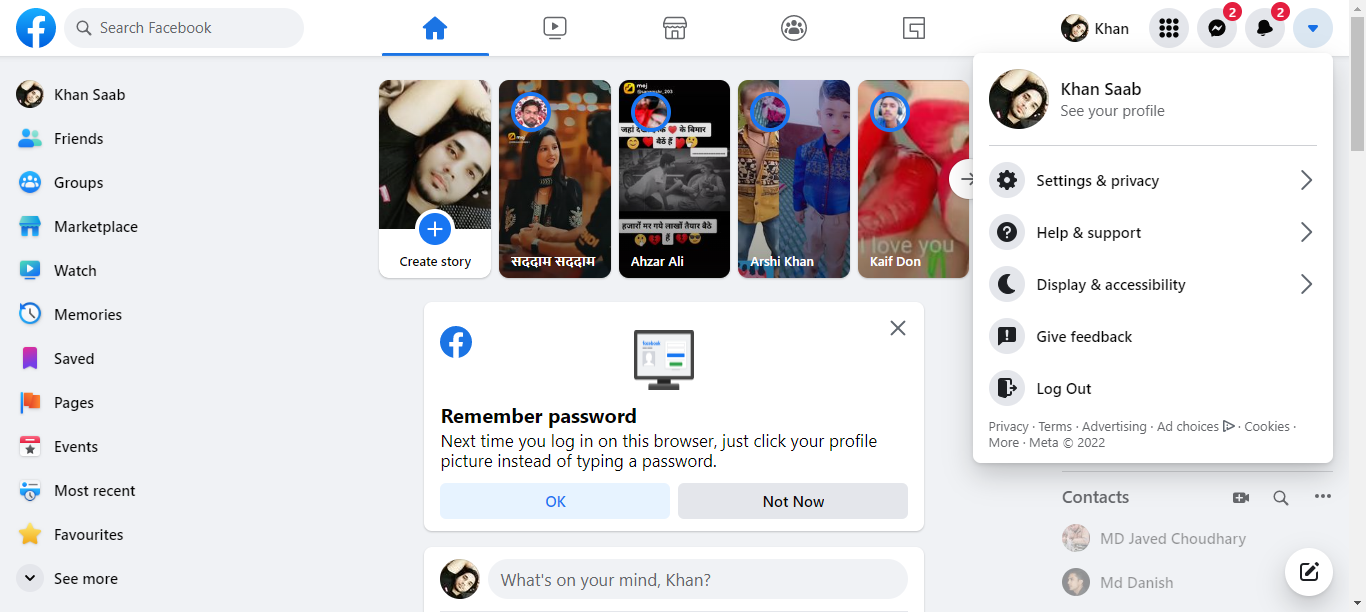 Search Facebook
Khan
2
2
Khan Saab
Friends
Groups
Marketplace
Watch
Memories
Saved
Pages
Events
Most recent
Favourites
See more
Create story
सददाम सददाम
moj
के बिमार
बैठें हैं
हजारों मर गये लाखों तैयार बैठे
हैं
Ahzar Ali
Arshi Khan
I love you
Kaif Don
facebook
Remember password
Next time you log in on this browser, just click your profile
picture instead of typing a password.
OK
Not Now
What's on your mind, Khan?
Khan Saab
See your profile
Settings & privacy
Help & support
Display & accessibility
Give feedback
Log Out
Privacy · Terms · Advertising · Ad choices · Cookies ·
More · Meta © 2022
Contacts
MD Javed Choudhary
Md Danish